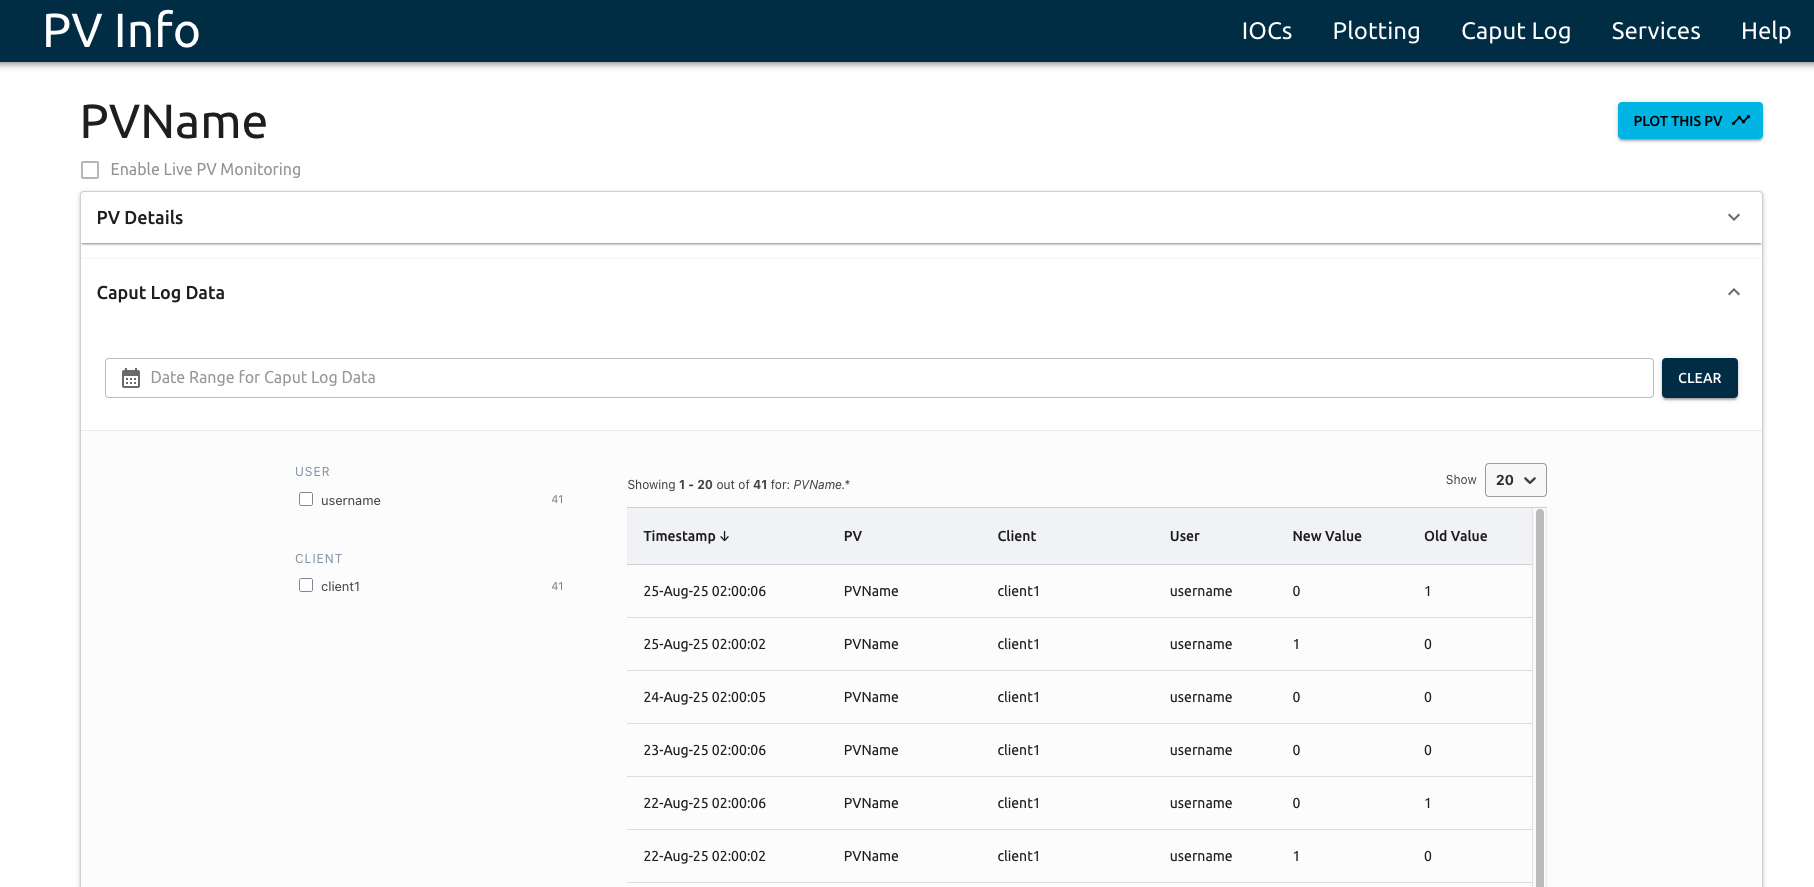 PV Info IOCs Plotting Caput Log Services Help
PVName PLOT THIS PV
Enable Live PV Monitoring
PV Details
Caput Log Data
Date Range for Caput Log Data CLEAR
USER
username 41
CLIENT
client1 41
Showing 1 - 20 out of 41 for: PVName.* Show 20
Timestamp ↓ PV Client User New Value Old Value
25-Aug-25 02:00:06 PVName client1 username 0 1
25-Aug-25 02:00:02 PVName client1 username 1 0
24-Aug-25 02:00:05 PVName client1 username 0 0
23-Aug-25 02:00:06 PVName client1 username 0 0
22-Aug-25 02:00:06 PVName client1 username 0 1
22-Aug-25 02:00:02 PVName client1 username 1 0